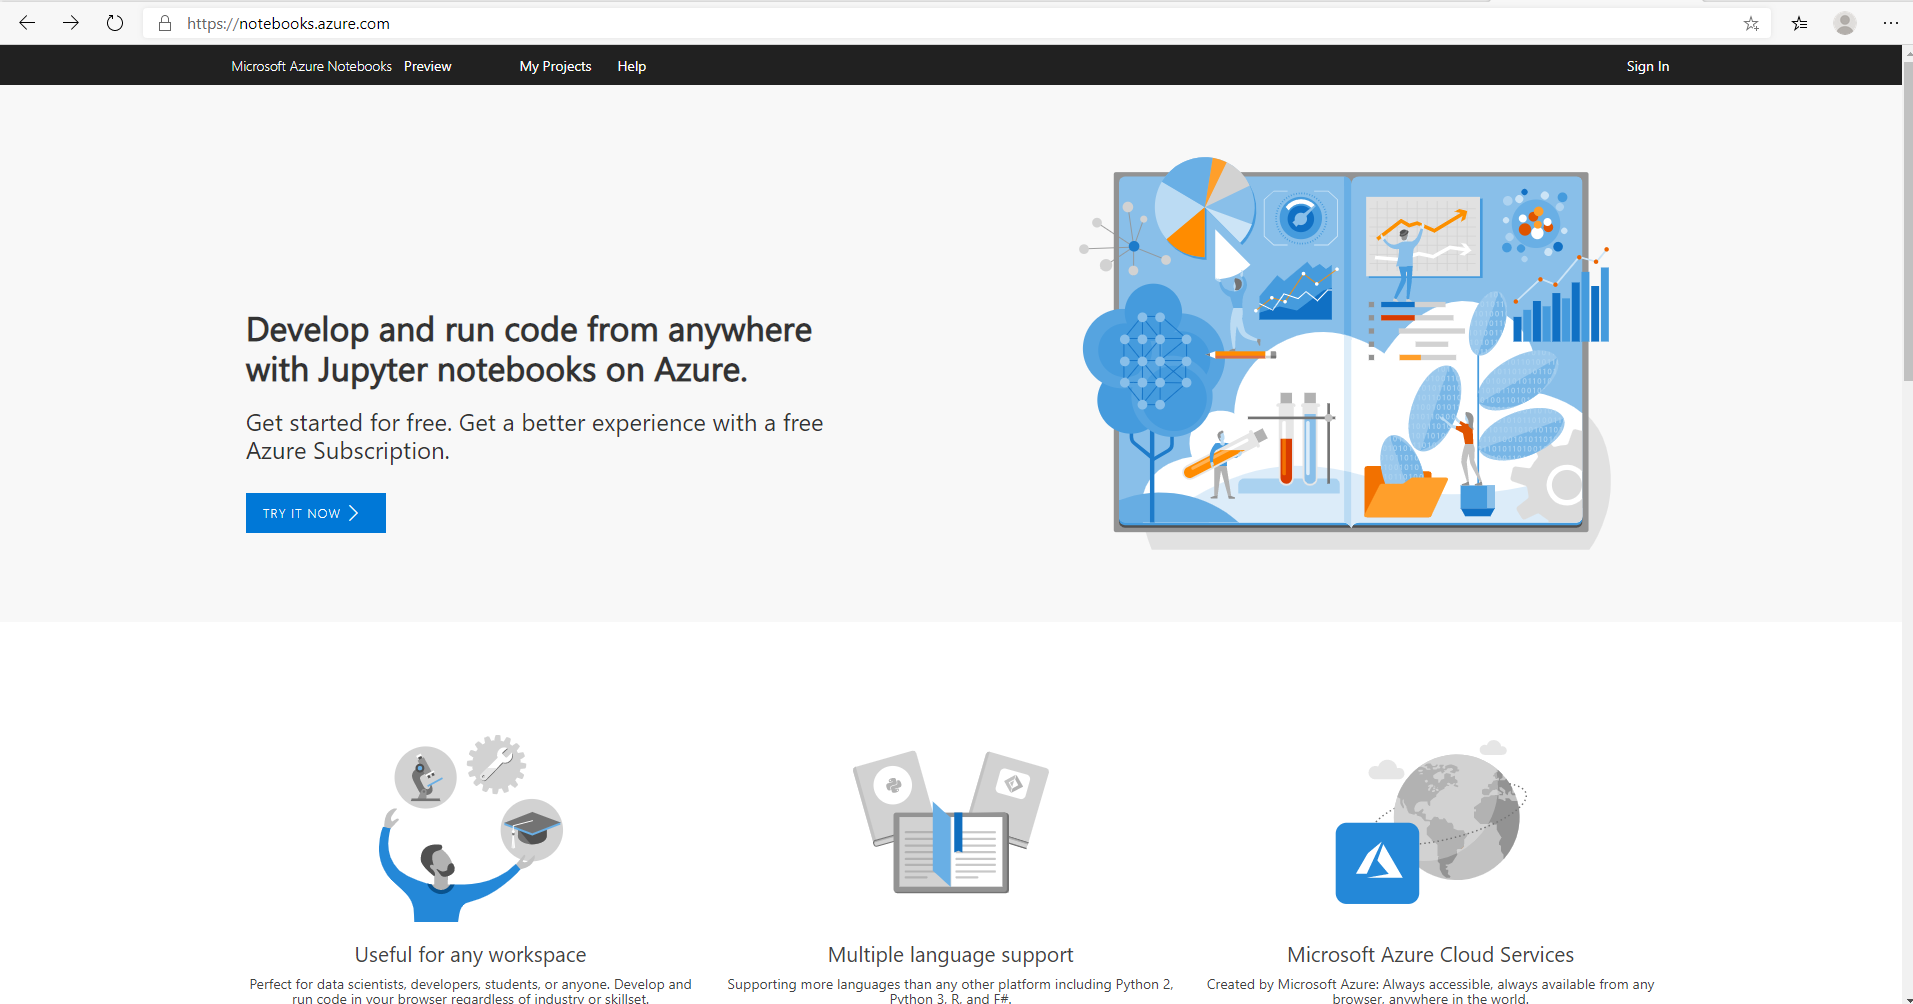 https://notebooks.azure.com
Microsoft Azure Notebooks Preview My Projects Help Sign In
Develop and run code from anywhere
with Jupyter notebooks on Azure.
Get started for free. Get a better experience with a free
Azure Subscription.
TRY IT NOW
Useful for any workspace
Perfect for data scientists, developers, students, or anyone. Develop and
run code in your browser regardless of industry or skillset.
Multiple language support
Supporting more languages than any other platform including Python 2,
Python 3, R, and F#.
Microsoft Azure Cloud Services
Created by Microsoft Azure: Always accessible, always available from any
browser, anywhere in the world.